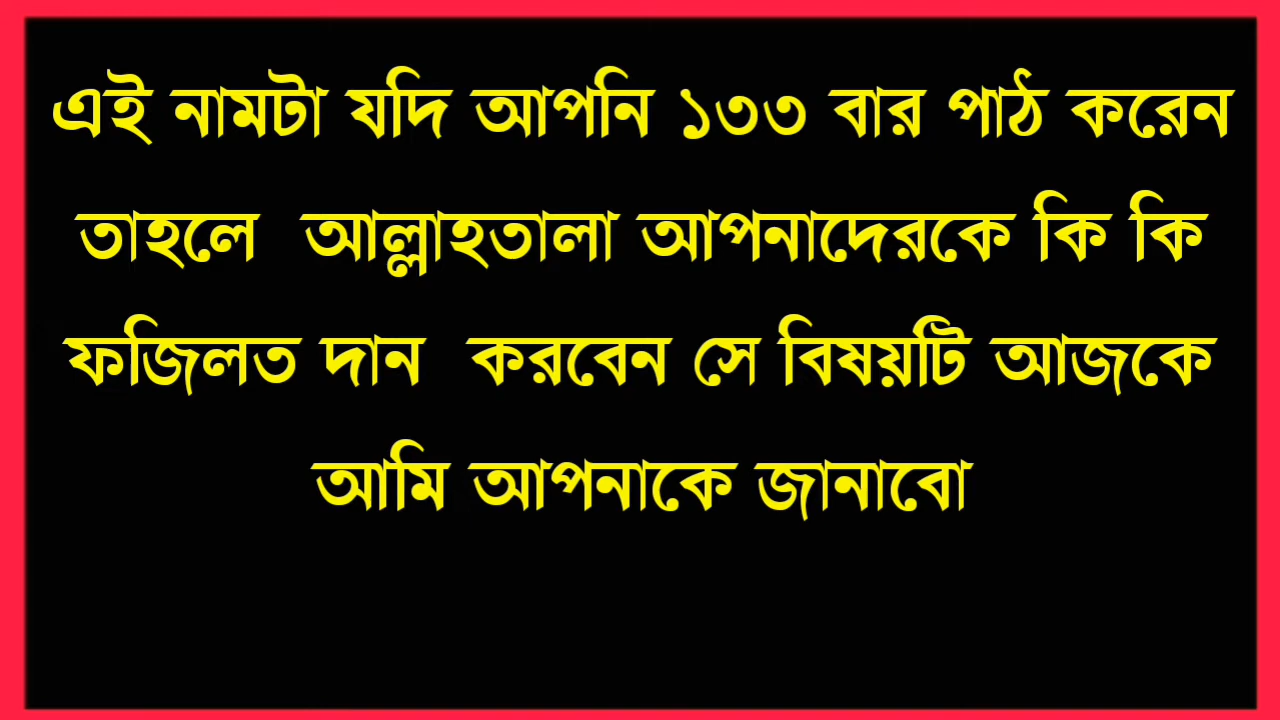 এই নামটা যদি আপনি ১৩৩ বার পাঠ করেন
তাহলে আল্লাহতালা আপনাদেরকে কি কি
ফজিলত দান করবেন সে বিষয়টি আজকে
আমি আপনাকে জানাবো